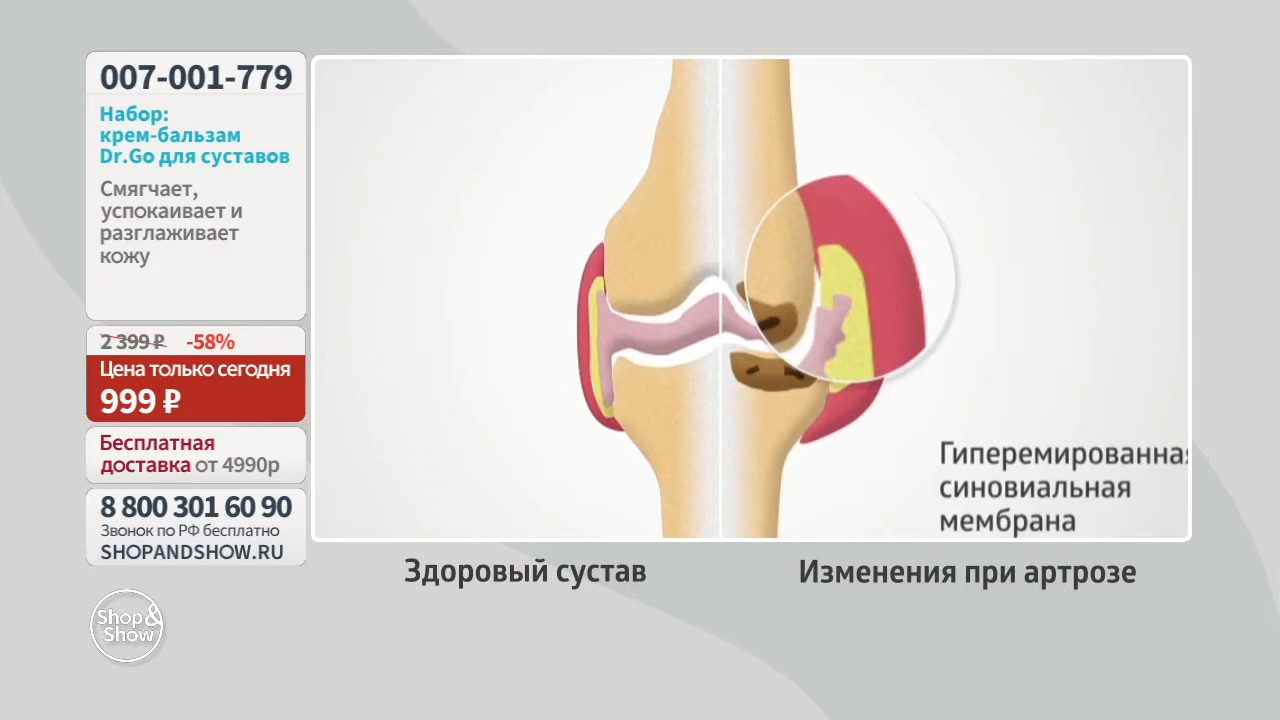 007-001-779
Набор:
крем-бальзам
Dr.Go для суставов
Смягчает,
успокаивает и
разглаживает
кожу
2 399 ₽ -58%
Цена только сегодня
999 ₽
Бесплатная
доставка от 4990р
8 800 301 60 90
Звонок по РФ бесплатно
SHOPANDSHOW.RU
Shop&
Show
Гиперемированная
синовиальная
мембрана
Здоровый сустав
Изменения при артрозе